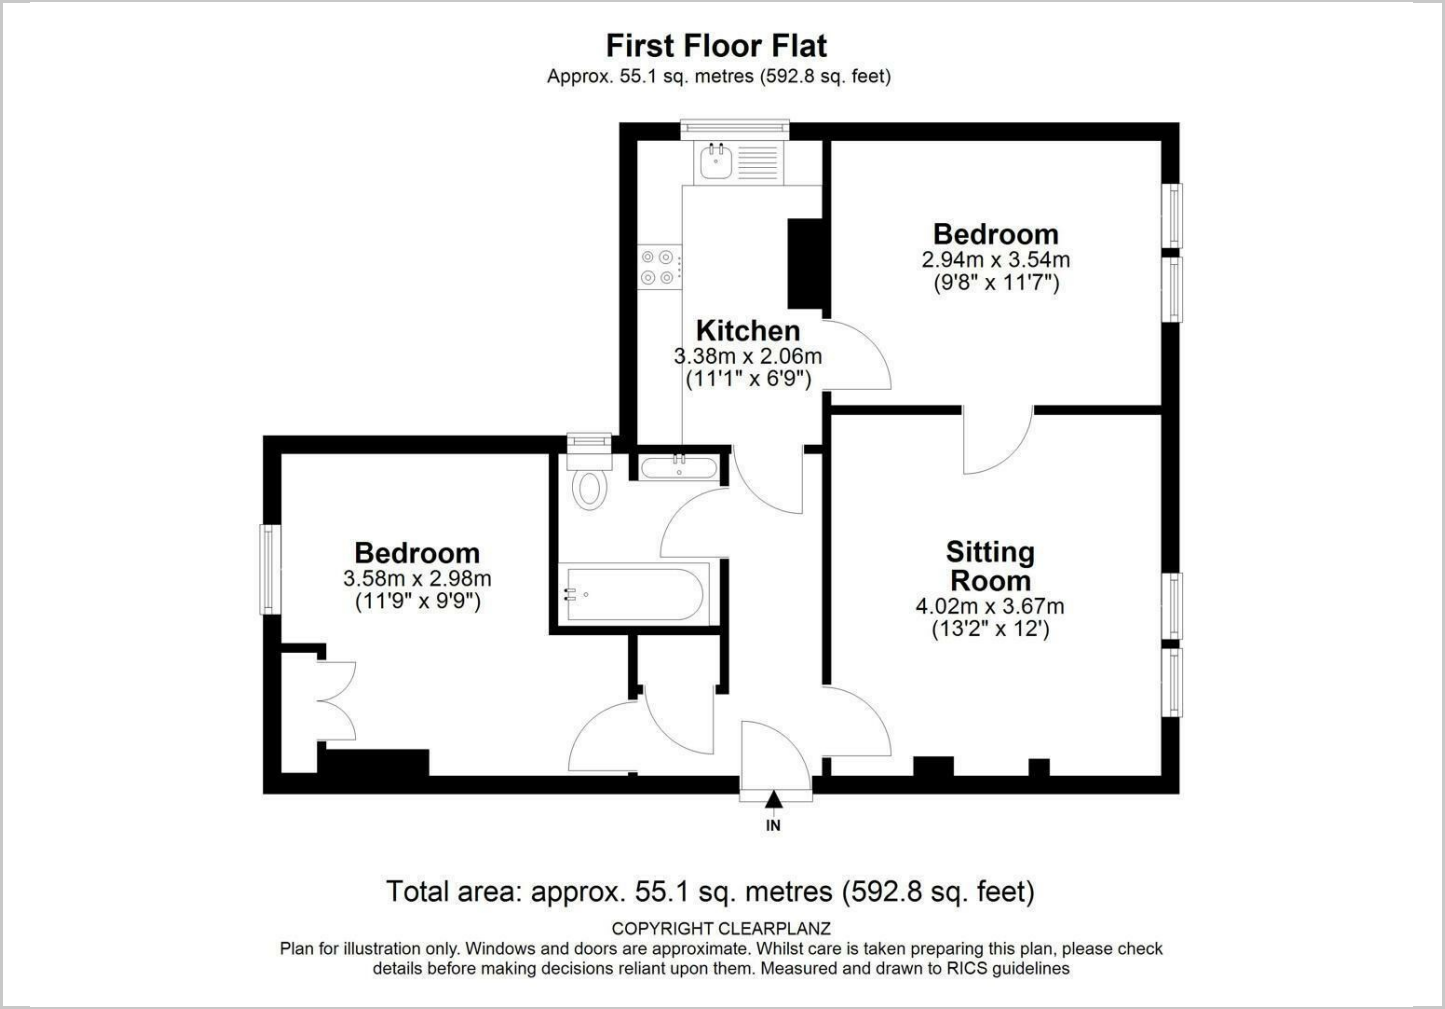 First Floor Flat
Approx. 55.1 sq. metres (592.8 sq. feet)
Bedroom
2.94m x 3.54m
(9'8" x 11'7")
Kitchen
3.38m x 2.06m
(11'1" x 6'9")
Bedroom
3.58m x 2.98m
(11'9" x 9'9")
Sitting
Room
4.02m x 3.67m
(13'2" x 12')
IN
Total area: approx. 55.1 sq. metres (592.8 sq. feet)
COPYRIGHT CLEARPLANZ
Plan for illustration only. Windows and doors are approximate. Whilst care is taken preparing this plan, please check
details before making decisions reliant upon them. Measured and drawn to RICS guidelines